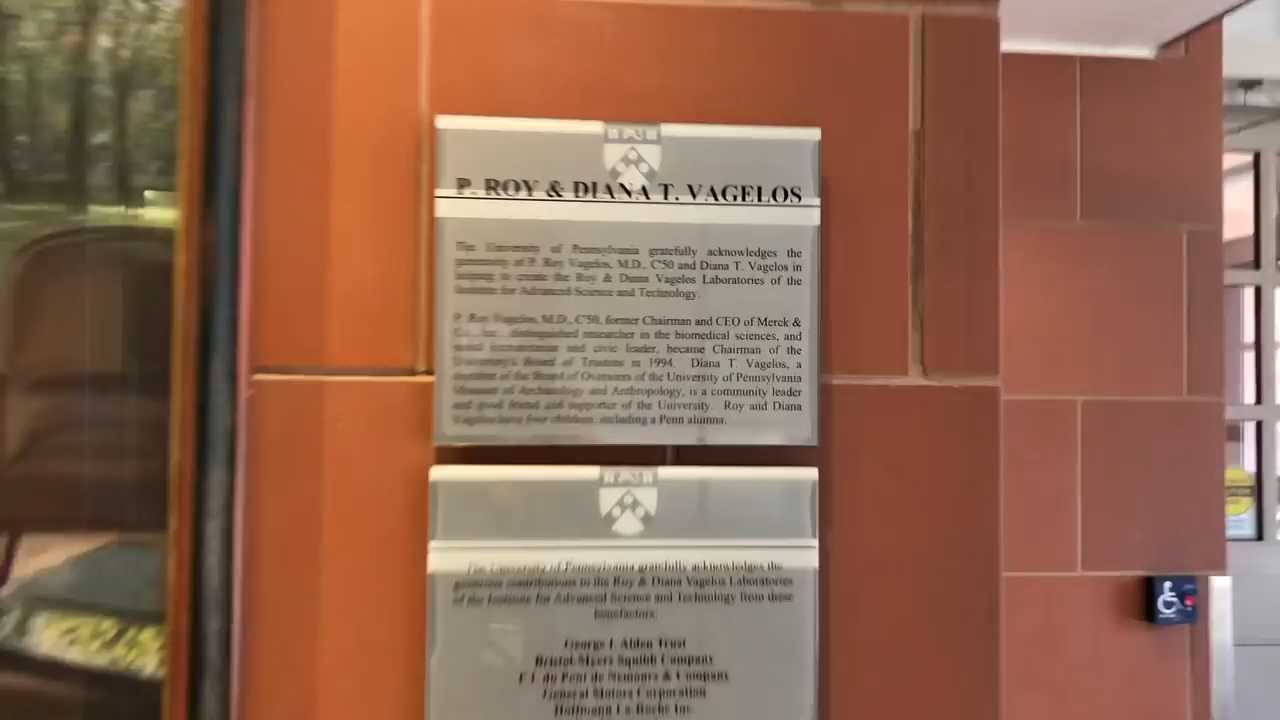 P. ROY & DIANA T. VAGELOS
The University of Pennsylvania gratefully acknowledges the
generosity of P. Roy Vagelos, M.D., C'50 and Diana T. Vagelos in
helping to create the Roy & Diana Vagelos Laboratories of the
Institute for Advanced Science and Technology.
P. Roy Vagelos, M.D., C'50, former Chairman and CEO of Merck &
Co., Inc., distinguished researcher in the biomedical sciences, and
noted humanitarian and civic leader, became Chairman of the
University's Board of Trustees in 1994. Diana T. Vagelos, a
member of the Board of Overseers of the University of Pennsylvania
Museum of Archaeology and Anthropology, is a community leader
and good friend and supporter of the University. Roy and Diana
Vagelos have four children, including a Penn alumna.
The University of Pennsylvania gratefully acknowledges the
generous contributions to the Roy & Diana Vagelos Laboratories
of the Institute for Advanced Science and Technology from these
benefactors:
George I. Alden Trust
Bristol-Myers Squibb Company
E.I. du Pont de Nemours & Company
General Motors Corporation
Hoffmann-La Roche Inc.